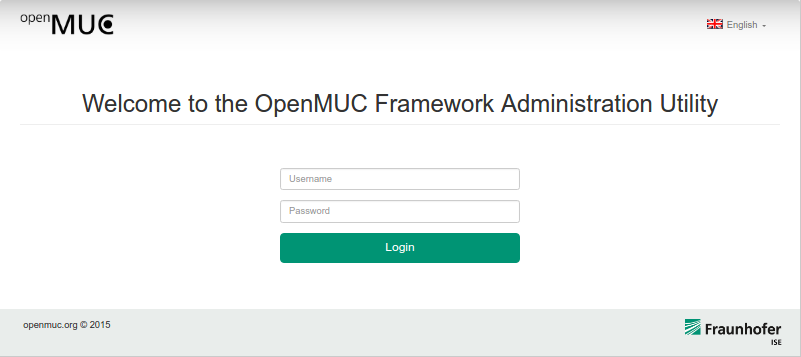 openMUC
English
Welcome to the OpenMUC Framework Administration Utility
Username
Password
Login
openmuc.org © 2015
Fraunhofer
ISE